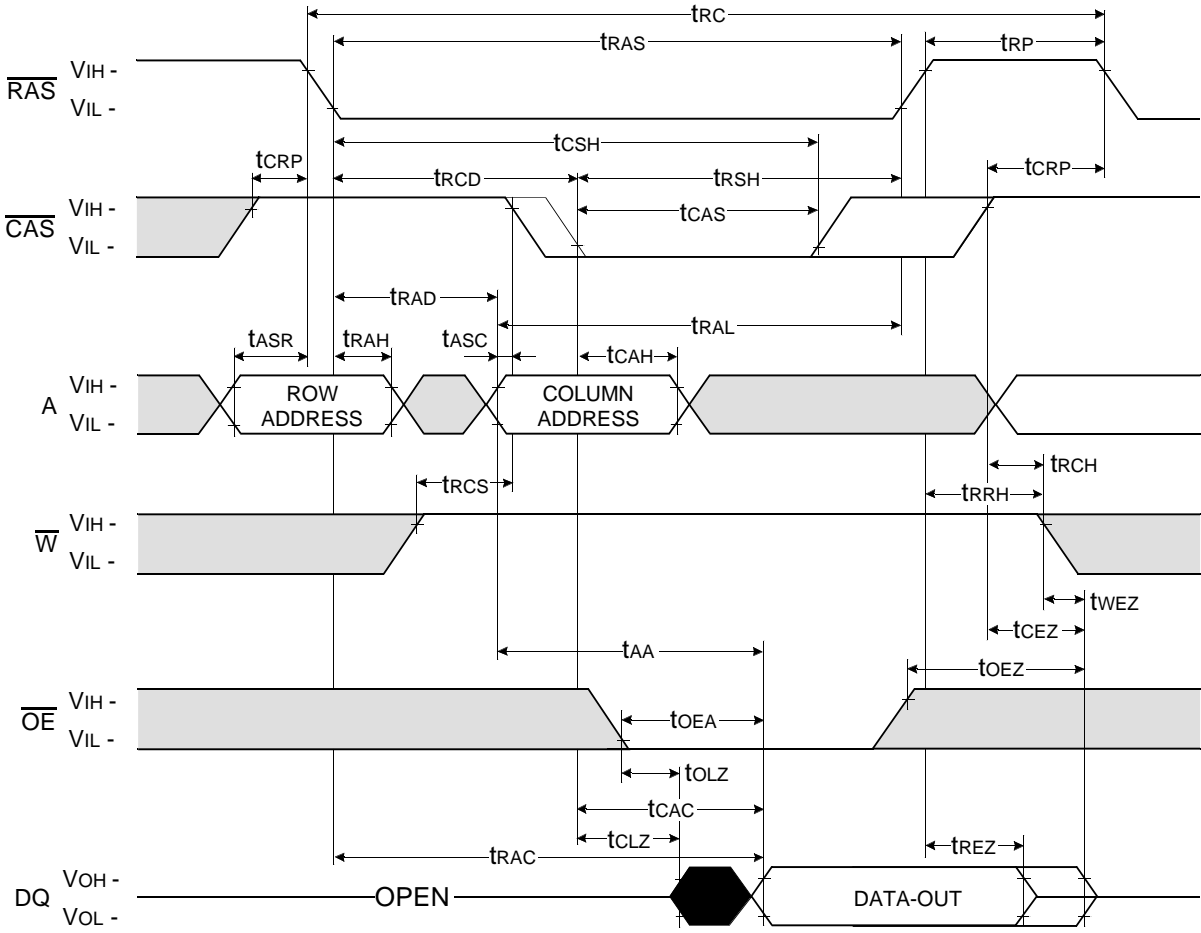 tRC
tRAS
tRP
RAS
VIH -
VIL -
tCSH
tCRP
tRCD
tRSH
tCRP
CAS
VIH -
VIL -
tCAS
tRAD
tRAL
tASR
tRAH
tASC
tCAH
A
VIH -
VIL -
ROW
ADDRESS
COLUMN
ADDRESS
tRCH
tRCS
tRRH
W
VIH -
VIL -
tWEZ
tCEZ
tAA
tOEZ
OE
VIH -
VIL -
tOEA
tOLZ
tCAC
tCLZ
tREZ
tRAC
DQ
VOH -
VOL -
OPEN
DATA-OUT